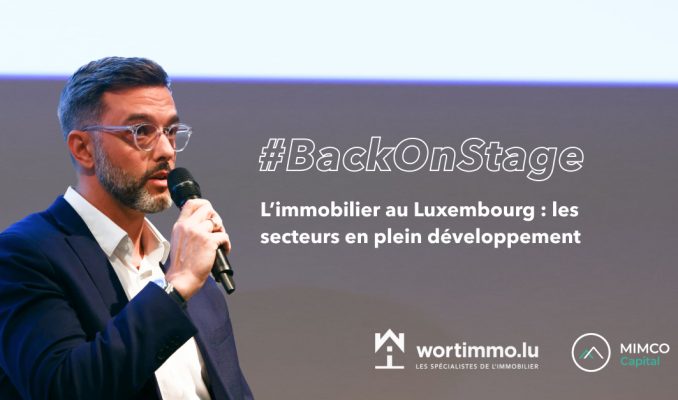 #BackOnStage
L'immobilier au Luxembourg : les
secteurs en plein développement
wortimmo.lu
LES SPÉCIALISTES DE L'IMMOBILIER
MIMCO
Capital